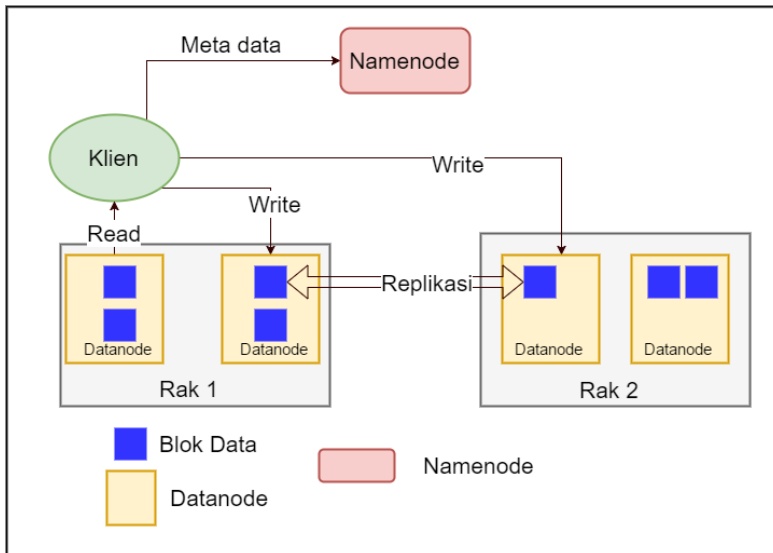 Meta data
Namenode
Klien
Write
Write
Read
Replikasi
Datanode
Datanode
Datanode
Datanode
Rak 1
Rak 2
Blok Data
Namenode
Datanode